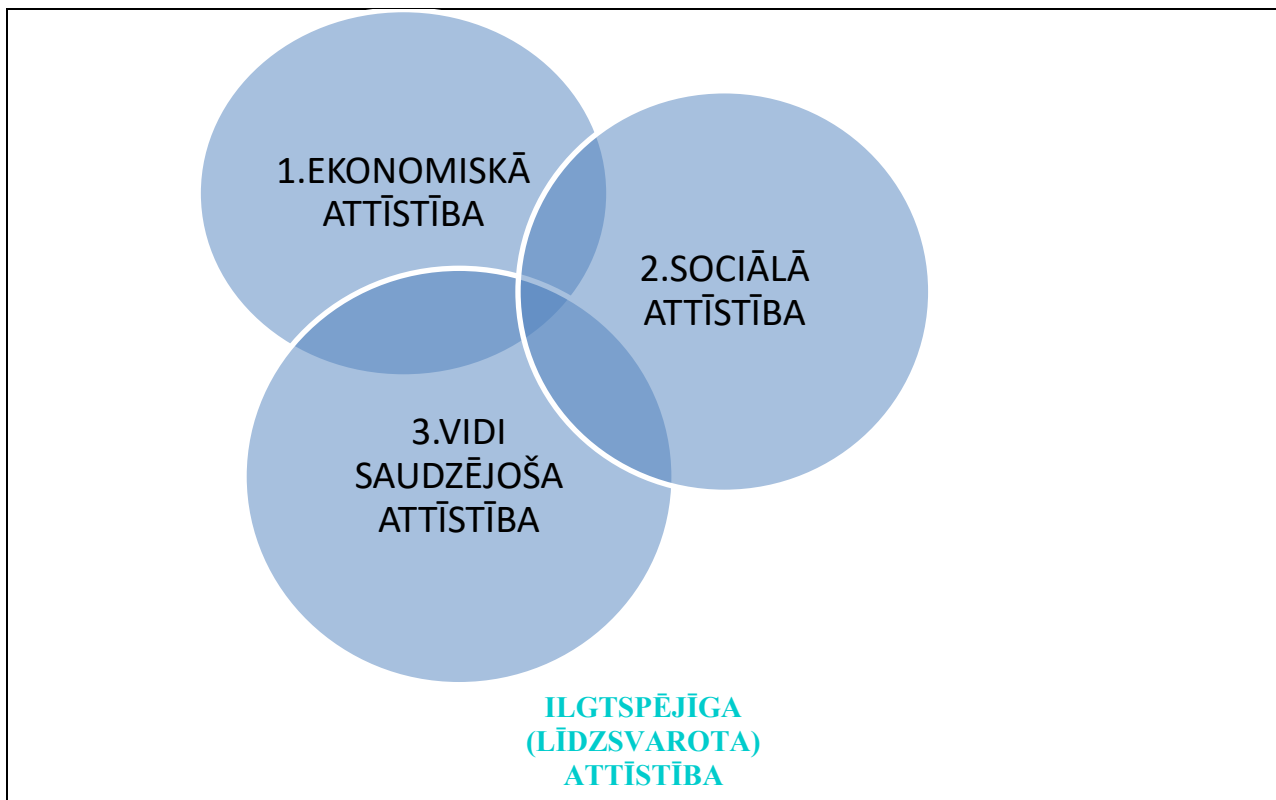 1.EKONOMISKĀ
ATTĪSTĪBA
2.SOCIĀLĀ
ATTĪSTĪBA
3.VIDI
SAUDZĒJOŠA
ATTĪSTĪBA
ILGTSPĒJĪGA
(LĪDZSVAROTA)
ATTĪSTĪBA